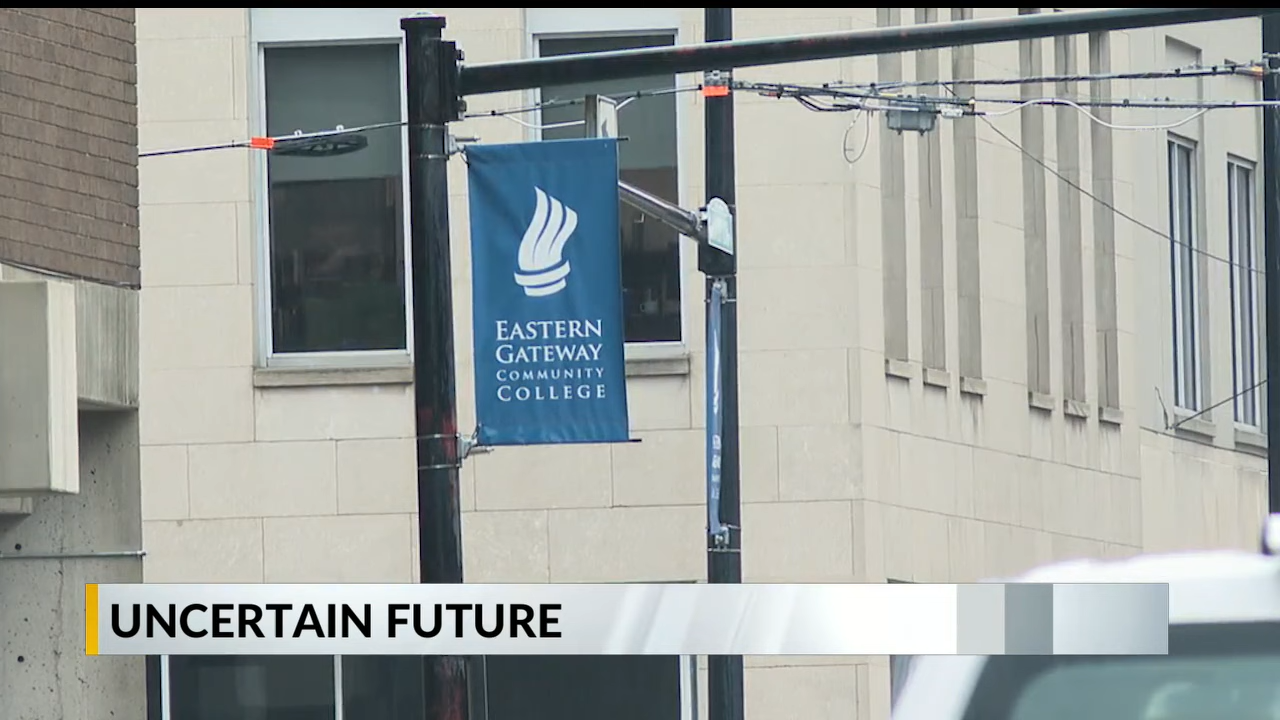 EASTERN
GATEWAY
COMMUNITY
COLLEGE
UNCERTAIN FUTURE